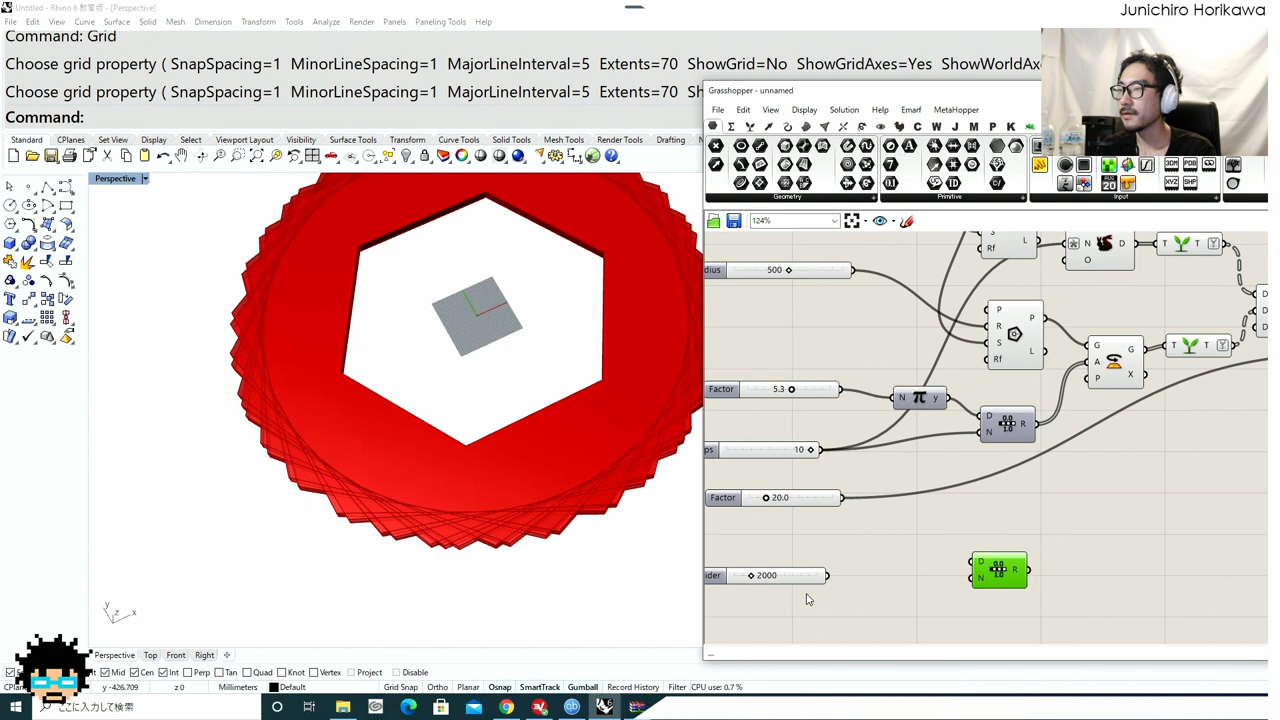 Untitled - Rhino 6 教育版 - [Perspective]
Junichiro Horikawa
File Edit View Curve Surface Solid Mesh Dimension Transform Tools Analyze Render Panels Paneling Tools Help
Command: Grid
Choose grid property ( SnapSpacing=1 MinorLineSpacing=1 MajorLineInterval=5 Extents=70 ShowGrid=No ShowGridAxes=Yes ShowWorldAxe
Choose grid property ( SnapSpacing=1 MinorLineSpacing=1 MajorLineInterval=5 Extents=70 Sh
Command:
Standard CPlanes Set View Display Select Viewport Layout Visibility Transform Curve Tools Surface Tools Solid Tools Mesh Tools Render Tools Drafting
Perspective
Grasshopper - unnamed
File Edit View Display Solution Help Emarf MetaHopper
C W J M P K
Geometry Primitive Input
124%
S Rf L
N O D
T T
dius 500
P R S Rf P L
G A P G X
T T
D D D
Factor 5.3
N π y
D N R
ps 10
Factor 20.0
ider 2000
D N R
y z x
Perspective Top Front Right
Mid Cen Int Perp Tan Quad Knot Vertex Project Disable
y -426.709 z 0 Millimeters Default Grid Snap Ortho Planar Osnap SmartTrack Gumball Record History Filter CPU use: 0.7 %
ここに入力して検索